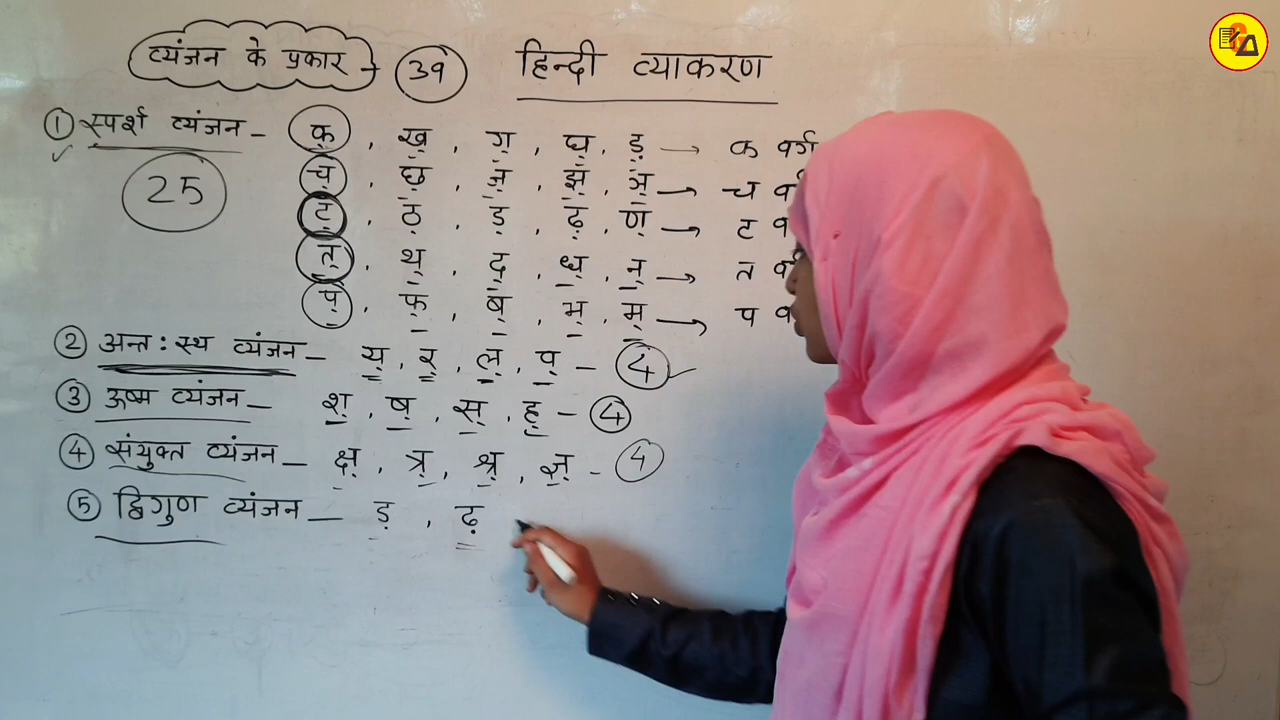 व्यंजन के प्रकार - 39 हिन्दी व्याकरण
① स्पर्श व्यंजन - क , ख , ग , घ , ड़ → क वर्ग
25
च , छ , ज , झ , ञ → च व
ट , ठ , ड , ढ , ण → ट व
त , थ , द , ध , न → त व
प , फ , ब , भ , म → प व
② अन्त : स्थ व्यंजन - य , र , ल , व - 4
③ ऊष्म व्यंजन - श , ष , स , ह - 4
④ संयुक्त व्यंजन - क्ष , त्र , श्र , ज्ञ - 4
⑤ द्विगुण व्यंजन - ड़ , ढ़